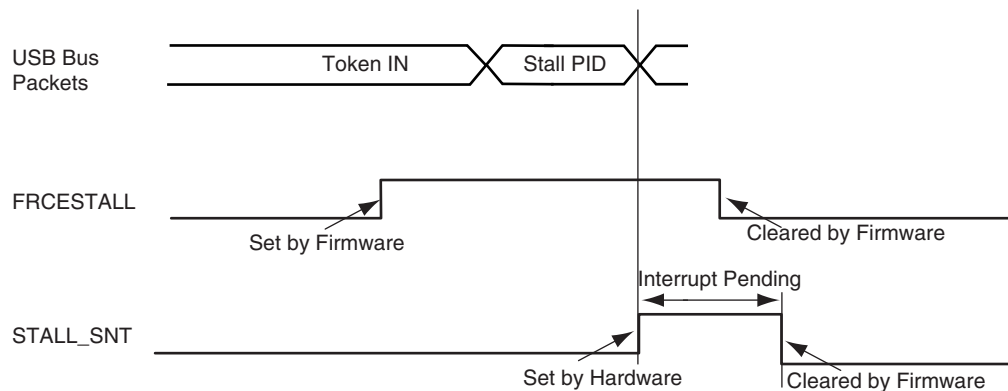 USB Bus
Packets
Token IN
Stall PID
FRCESTALL
Set by Firmware
Cleared by Firmware
Interrupt Pending
STALL_SNT
Set by Hardware
Cleared by Firmware